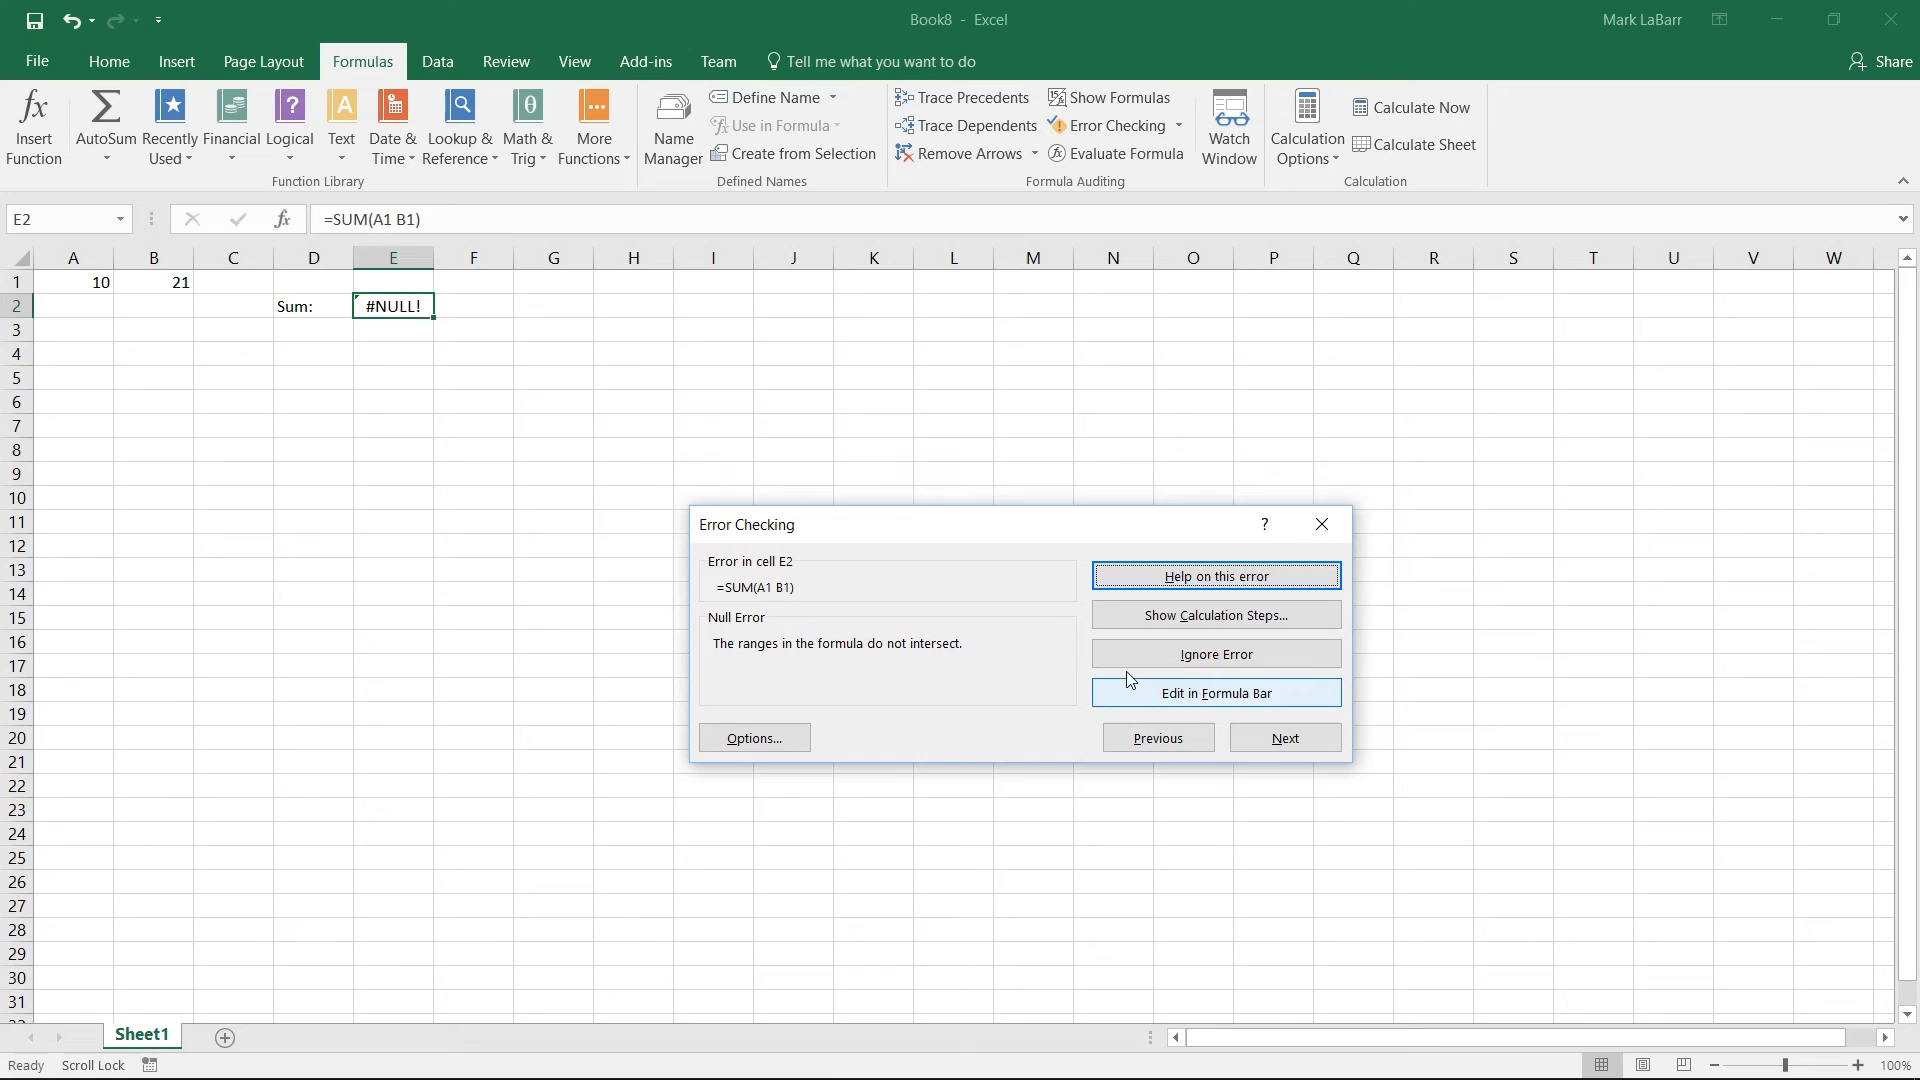 Book8 - Excel
Mark LaBarr
File Home Insert Page Layout Formulas Data Review View Add-ins Team Tell me what you want to do Share
fx
Insert
Function
Σ
AutoSum
Recently
Used
Financial
?
Logical
A
Text
Date &
Time
Lookup &
Reference
θ
Math &
Trig
More
Functions
Function Library
Name
Manager
Define Name
fx Use in Formula
Create from Selection
Defined Names
Trace Precedents
Trace Dependents
Remove Arrows
Show Formulas
Error Checking
fx Evaluate Formula
Formula Auditing
Watch
Window
Calculation
Options
Calculate Now
Calculate Sheet
Calculation
E2 fx =SUM(A1 B1)
A B C D E F G H I J K L M N O P Q R S T U V W
1 10 21
2 Sum: #NULL!
3
4
5
6
7
8
9
10
11
12
13
14
15
16
17
18
19
20
21
22
23
24
25
26
27
28
29
30
31
Error Checking ?
Error in cell E2
=SUM(A1 B1)
Null Error
The ranges in the formula do not intersect.
Help on this error
Show Calculation Steps...
Ignore Error
Edit in Formula Bar
Options...
Previous
Next
Sheet1
Ready Scroll Lock 100%